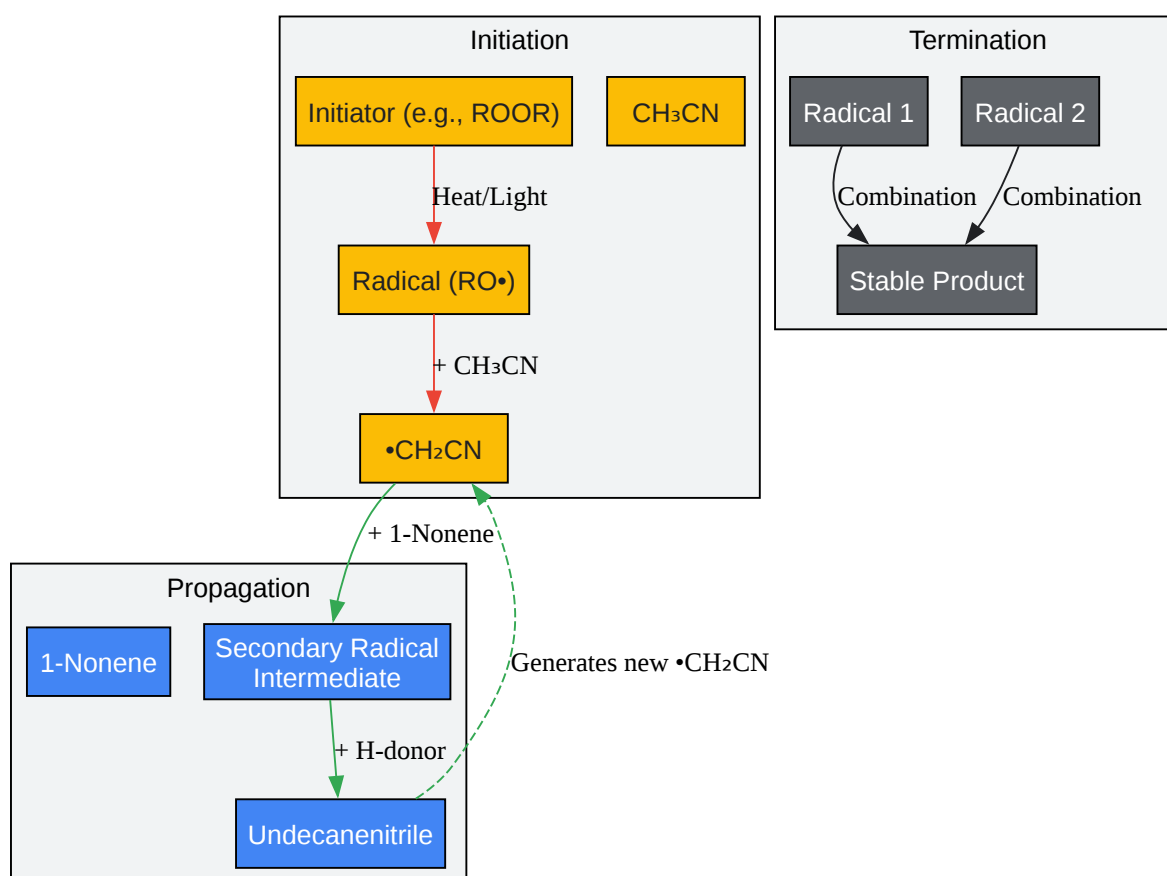 Initiation
Initiator (e.g., ROOR)
CH₃CN
Heat/Light
Radical (RO•)
+ CH₃CN
•CH₂CN
Termination
Radical 1
Radical 2
Combination
Combination
Stable Product
+ 1-Nonene
Propagation
1-Nonene
Secondary Radical
Intermediate
Generates new •CH₂CN
+ H-donor
Undecanenitrile